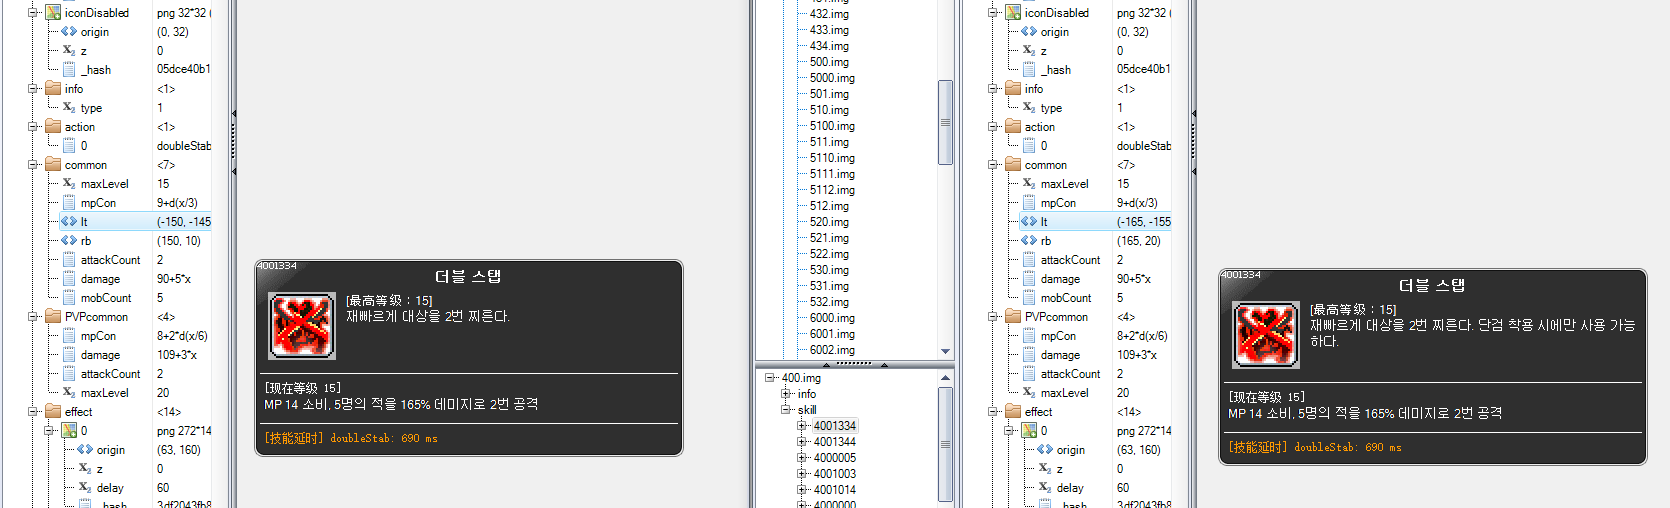 iconDisabled png 32*32 (
origin (0, 32)
z 0
_hash 05dce40b1
info <1>
type 1
action <1>
0 doubleStab
common <7>
maxLevel 15
mpCon 9+d(x/3)
lt (-150, -145
rb (150, 10)
attackCount 2
damage 90+5*x
mobCount 5
PVPcommon <4>
mpCon 8+2*d(x/6)
damage 109+3*x
attackCount 2
maxLevel 20
effect <14>
0 png 272*14
origin (63, 160)
z 0
delay 60
_hash 3df2043fb8
4001334
더블 스탭
[最高等级：15]
재빠르게 대상을 2번 찌른다.
[现在等级 15]
MP 14 소비, 5명의 적을 165% 데미지로 2번 공격
[技能延时] doubleStab: 690 ms
431.img
432.img
433.img
434.img
500.img
5000.img
501.img
510.img
5100.img
511.img
5110.img
5111.img
5112.img
512.img
520.img
521.img
522.img
530.img
531.img
532.img
6000.img
6001.img
6002.img
400.img
info
skill
4001334
4001344
4000005
4001003
4001014
4000000
iconDisabled png 32*32 (
origin (0, 32)
z 0
_hash 05dce40b1
info <1>
type 1
action <1>
0 doubleStab
common <7>
maxLevel 15
mpCon 9+d(x/3)
lt (-165, -155
rb (165, 20)
attackCount 2
damage 90+5*x
mobCount 5
PVPcommon <4>
mpCon 8+2*d(x/6)
damage 109+3*x
attackCount 2
maxLevel 20
effect <14>
0 png 272*14
origin (63, 160)
z 0
delay 60
_hash 3df2043fb8
4001334
더블 스탭
[最高等级：15]
재빠르게 대상을 2번 찌른다. 단검 착용 시에만 사용 가능
하다.
[现在等级 15]
MP 14 소비, 5명의 적을 165% 데미지로 2번 공격
[技能延时] doubleStab: 690 ms